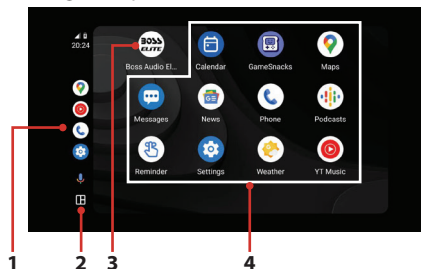 20:24
BOSS
ELITE
Boss Audio El...
Calendar
GameSnacks
Maps
Messages
News
Phone
Podcasts
Reminder
Settings
Weather
YT Music
1
2
3
4